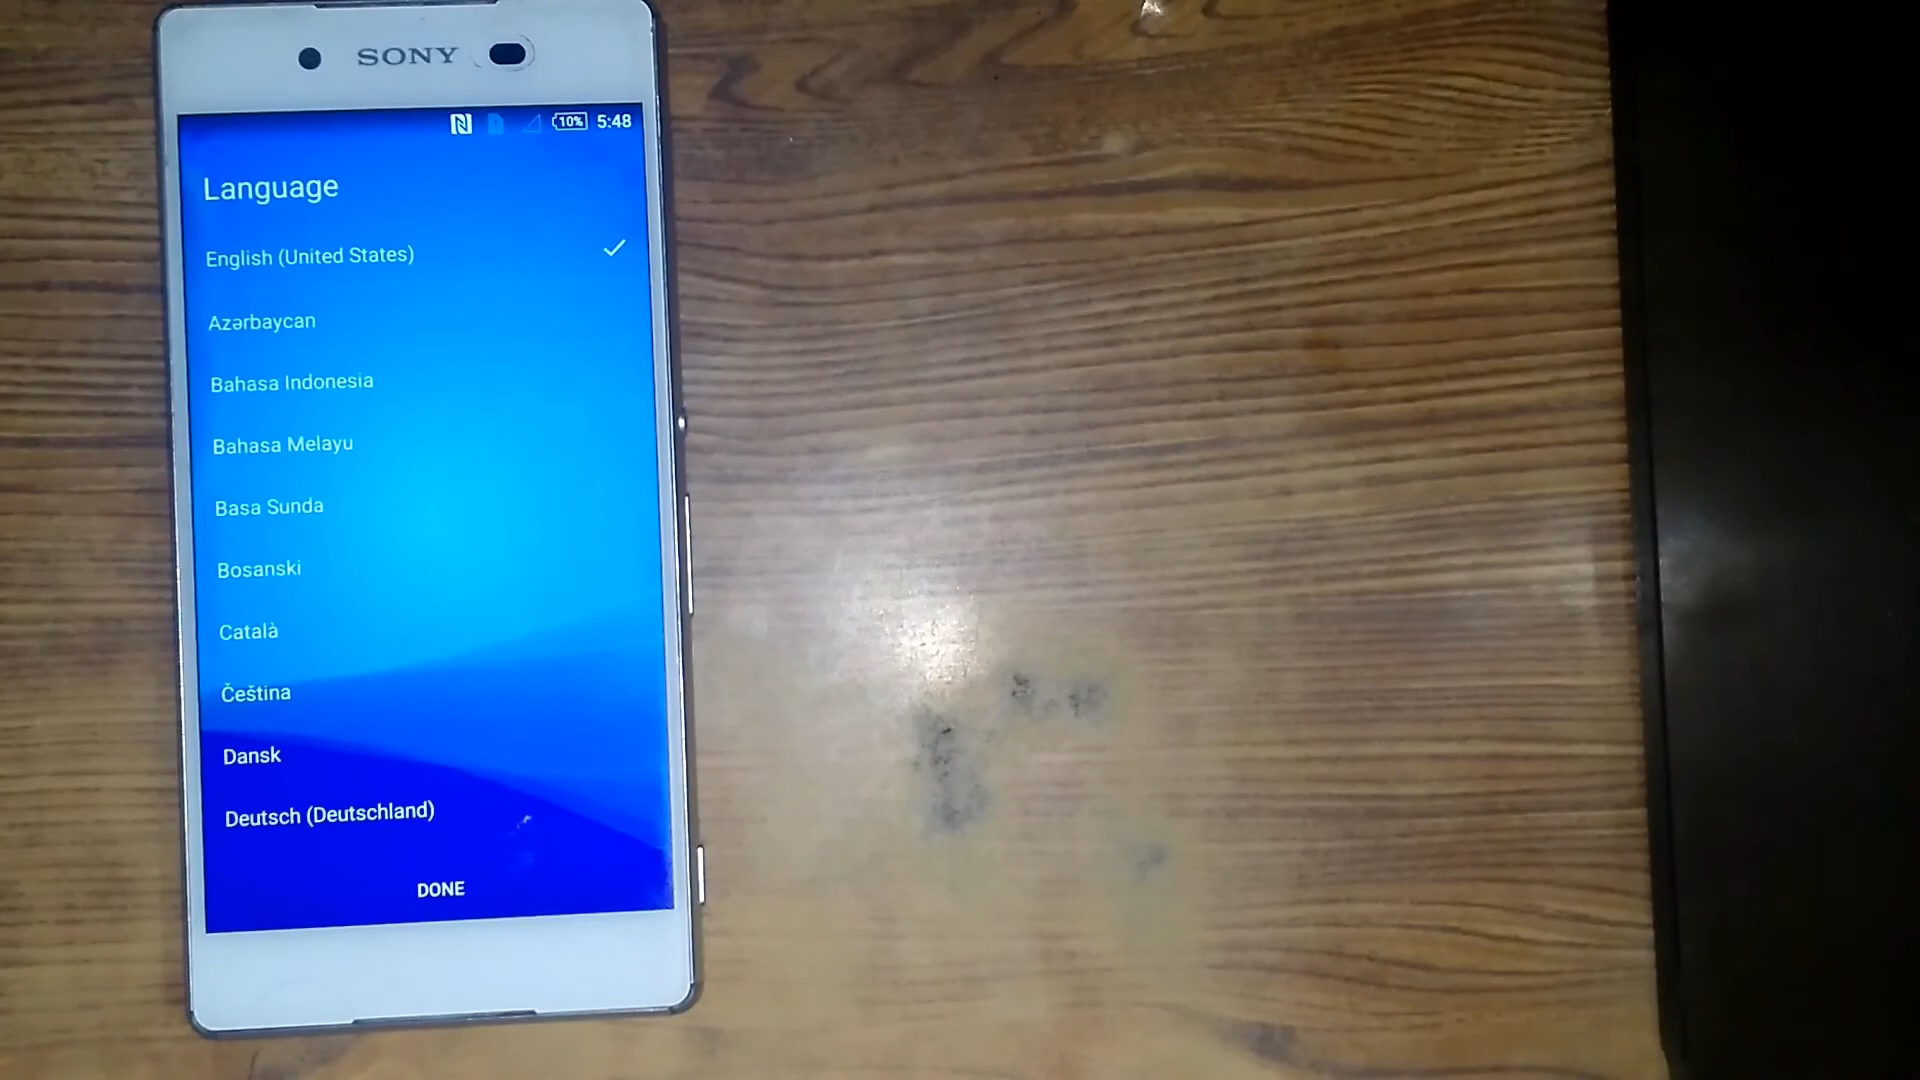 SONY
10% 5:48
Language
English (United States)
Azərbaycan
Bahasa Indonesia
Bahasa Melayu
Basa Sunda
Bosanski
Català
Čeština
Dansk
Deutsch (Deutschland)
DONE